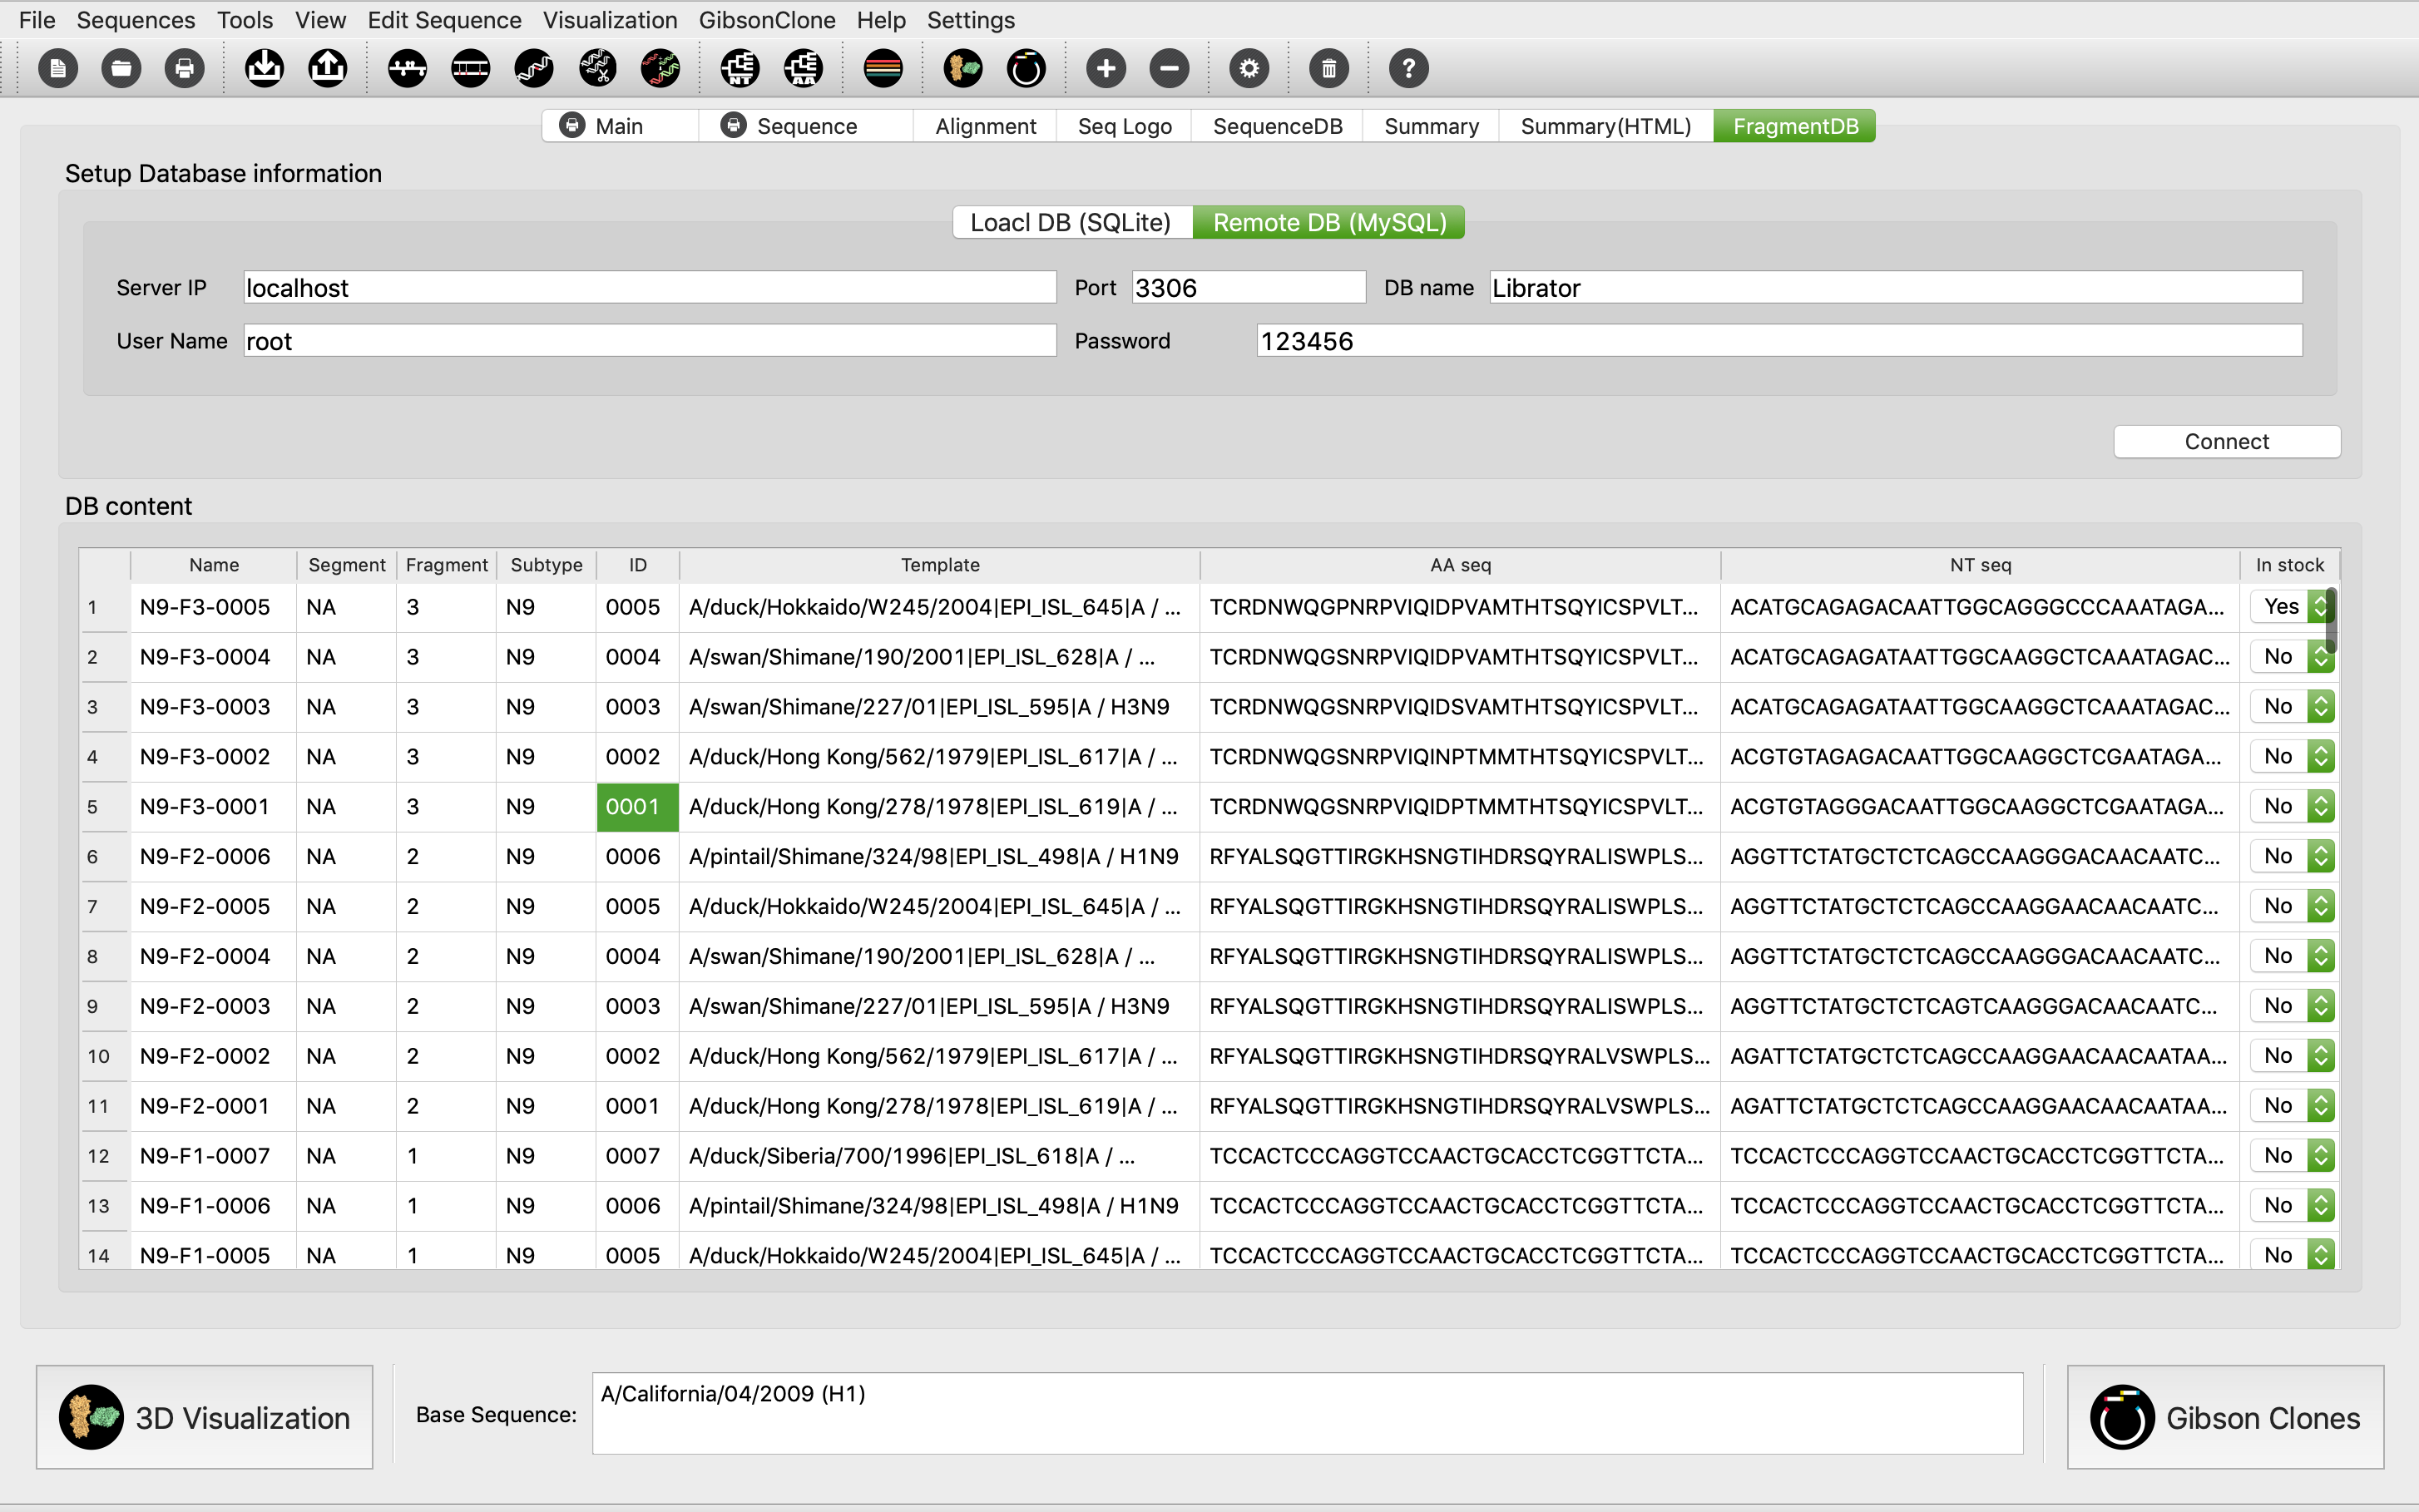 File Sequences Tools View Edit Sequence Visualization GibsonClone Help Settings
NT AA ?
Main Sequence Alignment Seq Logo SequenceDB Summary Summary(HTML) FragmentDB
Setup Database information
Loacl DB (SQLite) Remote DB (MySQL)
Server IP localhost Port 3306 DB name Librator
User Name root Password 123456
Connect
DB content
Name Segment Fragment Subtype ID Template AA seq NT seq In stock
1 N9-F3-0005 NA 3 N9 0005 A/duck/Hokkaido/W245/2004|EPI_ISL_645|A / ... TCRDNWQGPNRPVIQIDPVAMTHTSQYICSPVLT... ACATGCAGAGACAATTGGCAGGGCCCAAATAGA... Yes
2 N9-F3-0004 NA 3 N9 0004 A/swan/Shimane/190/2001|EPI_ISL_628|A / ... TCRDNWQGSNRPVIQIDPVAMTHTSQYICSPVLT... ACATGCAGAGATAATTGGCAAGGCTCAAATAGAC... No
3 N9-F3-0003 NA 3 N9 0003 A/swan/Shimane/227/01|EPI_ISL_595|A / H3N9 TCRDNWQGSNRPVIQIDSVAMTHTSQYICSPVLT... ACATGCAGAGATAATTGGCAAGGCTCAAATAGAC... No
4 N9-F3-0002 NA 3 N9 0002 A/duck/Hong Kong/562/1979|EPI_ISL_617|A / ... TCRDNWQGSNRPVIQINPTMMTHTSQYICSPVLT... ACGTGTAGAGACAATTGGCAAGGCTCGAATAGA... No
5 N9-F3-0001 NA 3 N9 0001 A/duck/Hong Kong/278/1978|EPI_ISL_619|A / ... TCRDNWQGSNRPVIQIDPTMMTHTSQYICSPVLT... ACGTGTAGGGACAATTGGCAAGGCTCGAATAGA... No
6 N9-F2-0006 NA 2 N9 0006 A/pintail/Shimane/324/98|EPI_ISL_498|A / H1N9 RFYALSQGTTIRGKHSNGTIHDRSQYRALISWPLS... AGGTTCTATGCTCTCAGCCAAGGGACAACAATC... No
7 N9-F2-0005 NA 2 N9 0005 A/duck/Hokkaido/W245/2004|EPI_ISL_645|A / ... RFYALSQGTTIRGKHSNGTIHDRSQYRALISWPLS... AGGTTCTATGCTCTCAGCCAAGGAACAACAATC... No
8 N9-F2-0004 NA 2 N9 0004 A/swan/Shimane/190/2001|EPI_ISL_628|A / ... RFYALSQGTTIRGKHSNGTIHDRSQYRALISWPLS... AGGTTCTATGCTCTCAGCCAAGGGACAACAATC... No
9 N9-F2-0003 NA 2 N9 0003 A/swan/Shimane/227/01|EPI_ISL_595|A / H3N9 RFYALSQGTTIRGKHSNGTIHDRSQYRALISWPLS... AGGTTCTATGCTCTCAGTCAAGGGACAACAATC... No
10 N9-F2-0002 NA 2 N9 0002 A/duck/Hong Kong/562/1979|EPI_ISL_617|A / ... RFYALSQGTTIRGKHSNGTIHDRSQYRALVSWPLS... AGATTCTATGCTCTCAGCCAAGGAACAACAATAA... No
11 N9-F2-0001 NA 2 N9 0001 A/duck/Hong Kong/278/1978|EPI_ISL_619|A / ... RFYALSQGTTIRGKHSNGTIHDRSQYRALVSWPLS... AGATTCTATGCTCTCAGCCAAGGAACAACAATAA... No
12 N9-F1-0007 NA 1 N9 0007 A/duck/Siberia/700/1996|EPI_ISL_618|A / ... TCCACTCCCAGGTCCAACTGCACCTCGGTTCTA... TCCACTCCCAGGTCCAACTGCACCTCGGTTCTA... No
13 N9-F1-0006 NA 1 N9 0006 A/pintail/Shimane/324/98|EPI_ISL_498|A / H1N9 TCCACTCCCAGGTCCAACTGCACCTCGGTTCTA... TCCACTCCCAGGTCCAACTGCACCTCGGTTCTA... No
14 N9-F1-0005 NA 1 N9 0005 A/duck/Hokkaido/W245/2004|EPI_ISL_645|A / ... TCCACTCCCAGGTCCAACTGCACCTCGGTTCTA... TCCACTCCCAGGTCCAACTGCACCTCGGTTCTA... No
3D Visualization Base Sequence: A/California/04/2009 (H1) Gibson Clones